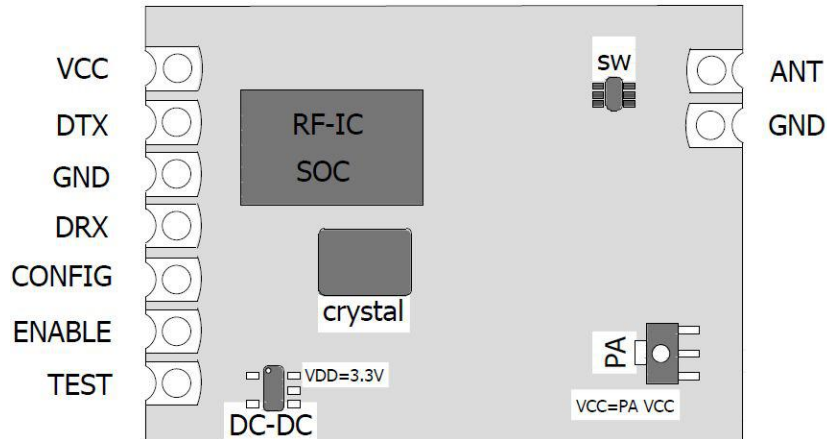 VCC
DTX
GND
DRX
CONFIG
ENABLE
TEST
RF-IC
SOC
crystal
VDD=3.3V
DC-DC
SW
ANT
GND
PA
VCC=PA VCC